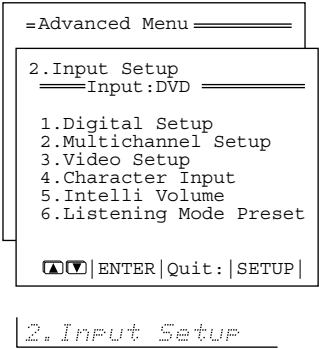 Advanced Menu
2.Input Setup
Input:DVD
1.Digital Setup
2.Multichannel Setup
3.Video Setup
4.Character Input
5.Intelli Volume
6.Listening Mode Preset
▲▼|ENTER|Quit:|SETUP|
2.Input Setup